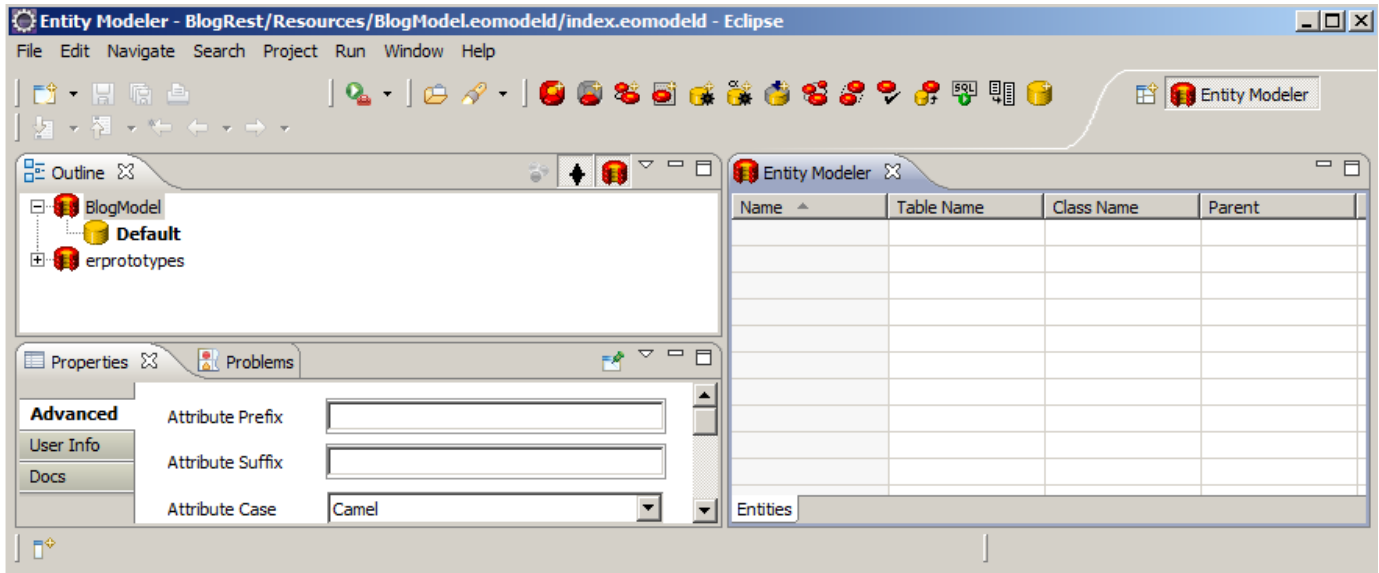 Entity Modeler - BlogRest/Resources/BlogModel.eomodeld/index.eomodeld - Eclipse
File Edit Navigate Search Project Run Window Help
SQL
Entity Modeler
Outline
BlogModel
Default
erprototypes
Properties Problems
Advanced
User Info
Docs
Attribute Prefix
Attribute Suffix
Attribute Case Camel
Entity Modeler
Name Table Name Class Name Parent
Entities